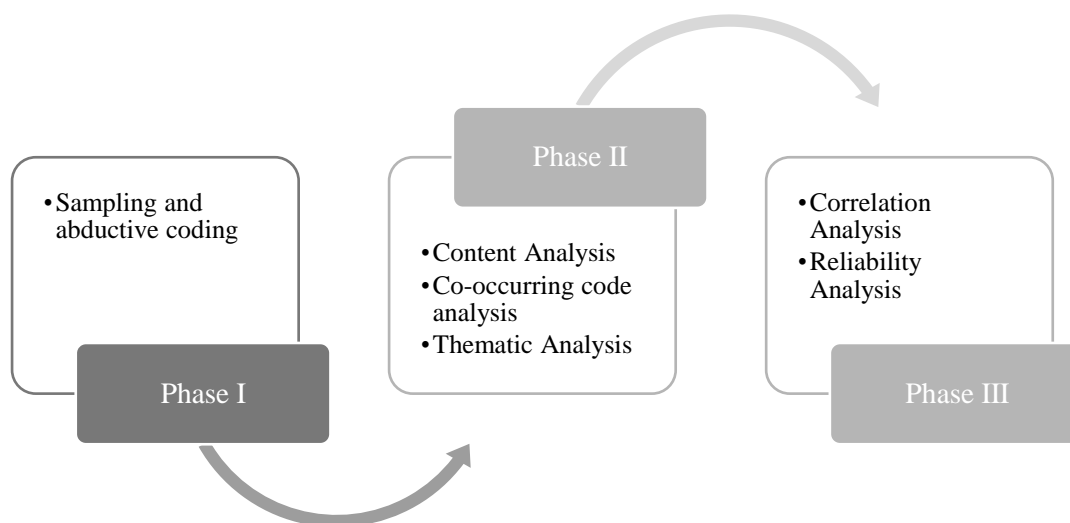 •Sampling and
abductive coding
Phase I
Phase II
•Content Analysis
•Co-occurring code
analysis
•Thematic Analysis
•Correlation
Analysis
•Reliability
Analysis
Phase III